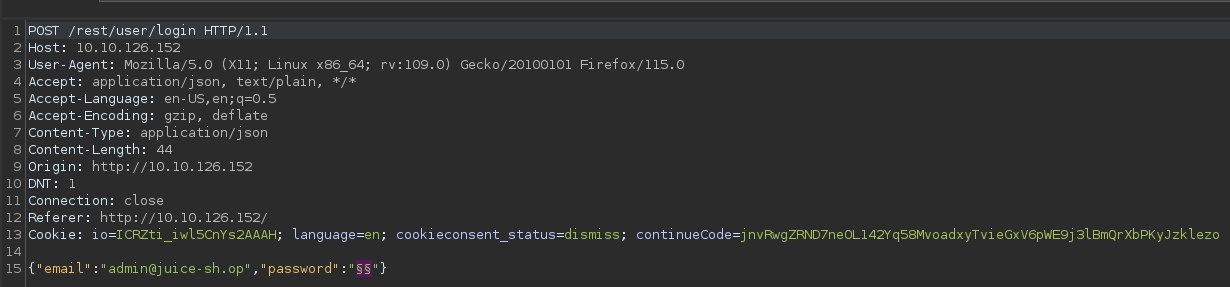 1 POST /rest/user/login HTTP/1.1
2 Host: 10.10.126.152
3 User-Agent: Mozilla/5.0 (X11; Linux x86_64; rv:109.0) Gecko/20100101 Firefox/115.0
4 Accept: application/json, text/plain, */*
5 Accept-Language: en-US,en;q=0.5
6 Accept-Encoding: gzip, deflate
7 Content-Type: application/json
8 Content-Length: 44
9 Origin: http://10.10.126.152
10 DNT: 1
11 Connection: close
12 Referer: http://10.10.126.152/
13 Cookie: io=ICRZti_iwl5CnYs2AAAH; language=en; cookieconsent_status=dismiss; continueCode=jnvRwgZRND7neOL142Yq58MvoadxyTvieGxV6pWE9j3lBmQrXbPKyJzklezo
14
15 {"email":"admin@juice-sh.op","password":"§§"}